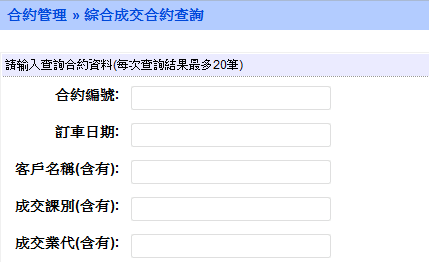 合約管理 » 綜合成交合約查詢
請输入查詢合約資料(每次查詢結果最多20筆)
合約編號:
訂車日期:
客戶名稱(含有):
成交課別(含有):
成交業代(含有):